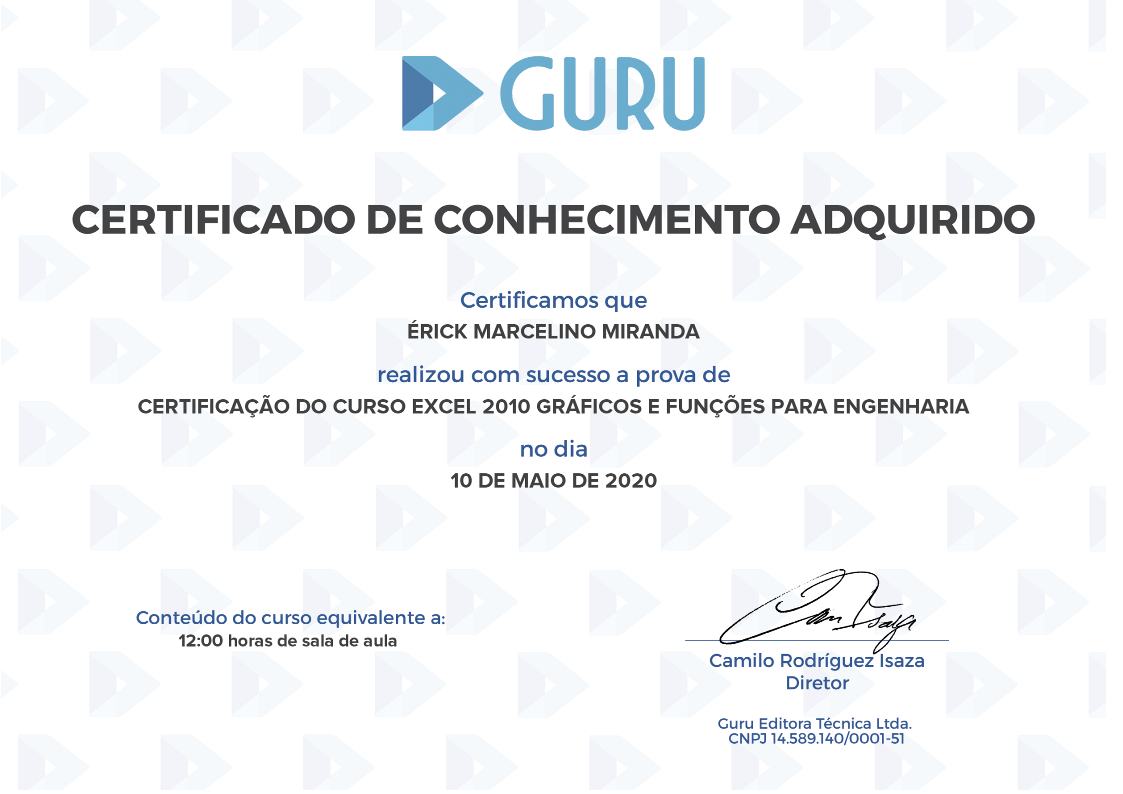 GURU
CERTIFICADO DE CONHECIMENTO ADQUIRIDO
Certificamos que
ÉRICK MARCELINO MIRANDA
realizou com sucesso a prova de
CERTIFICAÇÃO DO CURSO EXCEL 2010 GRÁFICOS E FUNÇÕES PARA ENGENHARIA
no dia
10 DE MAIO DE 2020
Conteúdo do curso equivalente a:
12:00 horas de sala de aula
Camilo Rodríguez Isaza
Diretor
Guru Editora Técnica Ltda.
CNPJ 14.589.140/0001-51